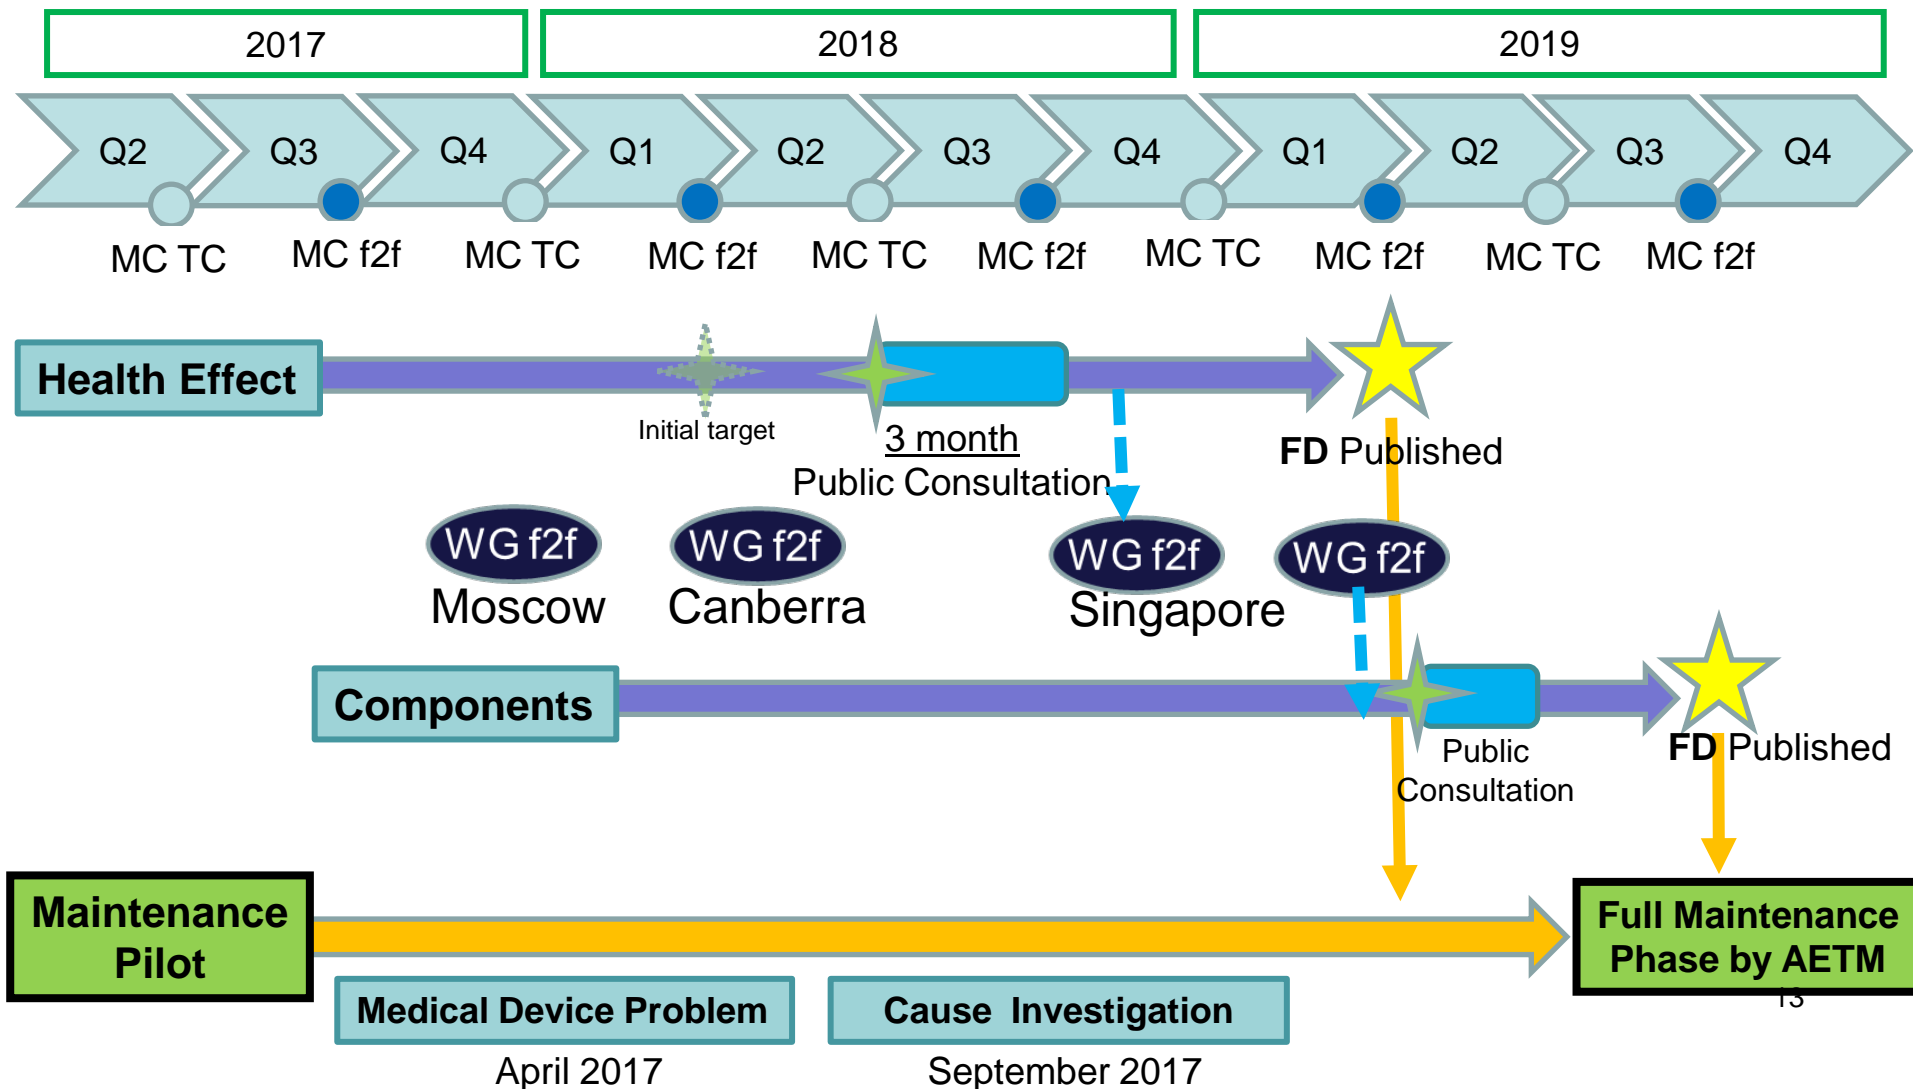 2017
2018
2019
Q2
Q3
Q4
Q1
Q2
Q3
Q4
Q1
Q2
Q3
Q4
MC TC
MC f2f
MC TC
MC f2f
MC TC
MC f2f
MC TC
MC f2f
MC TC
MC f2f
Health Effect
Initial target
3 month
Public Consultation
FD Published
WG f2f
Moscow
WG f2f
Canberra
WG f2f
Singapore
WG f2f
Components
Public
Consultation
FD Published
Maintenance
Pilot
Full Maintenance
Phase by AETM
13
Medical Device Problem
April 2017
Cause Investigation
September 2017